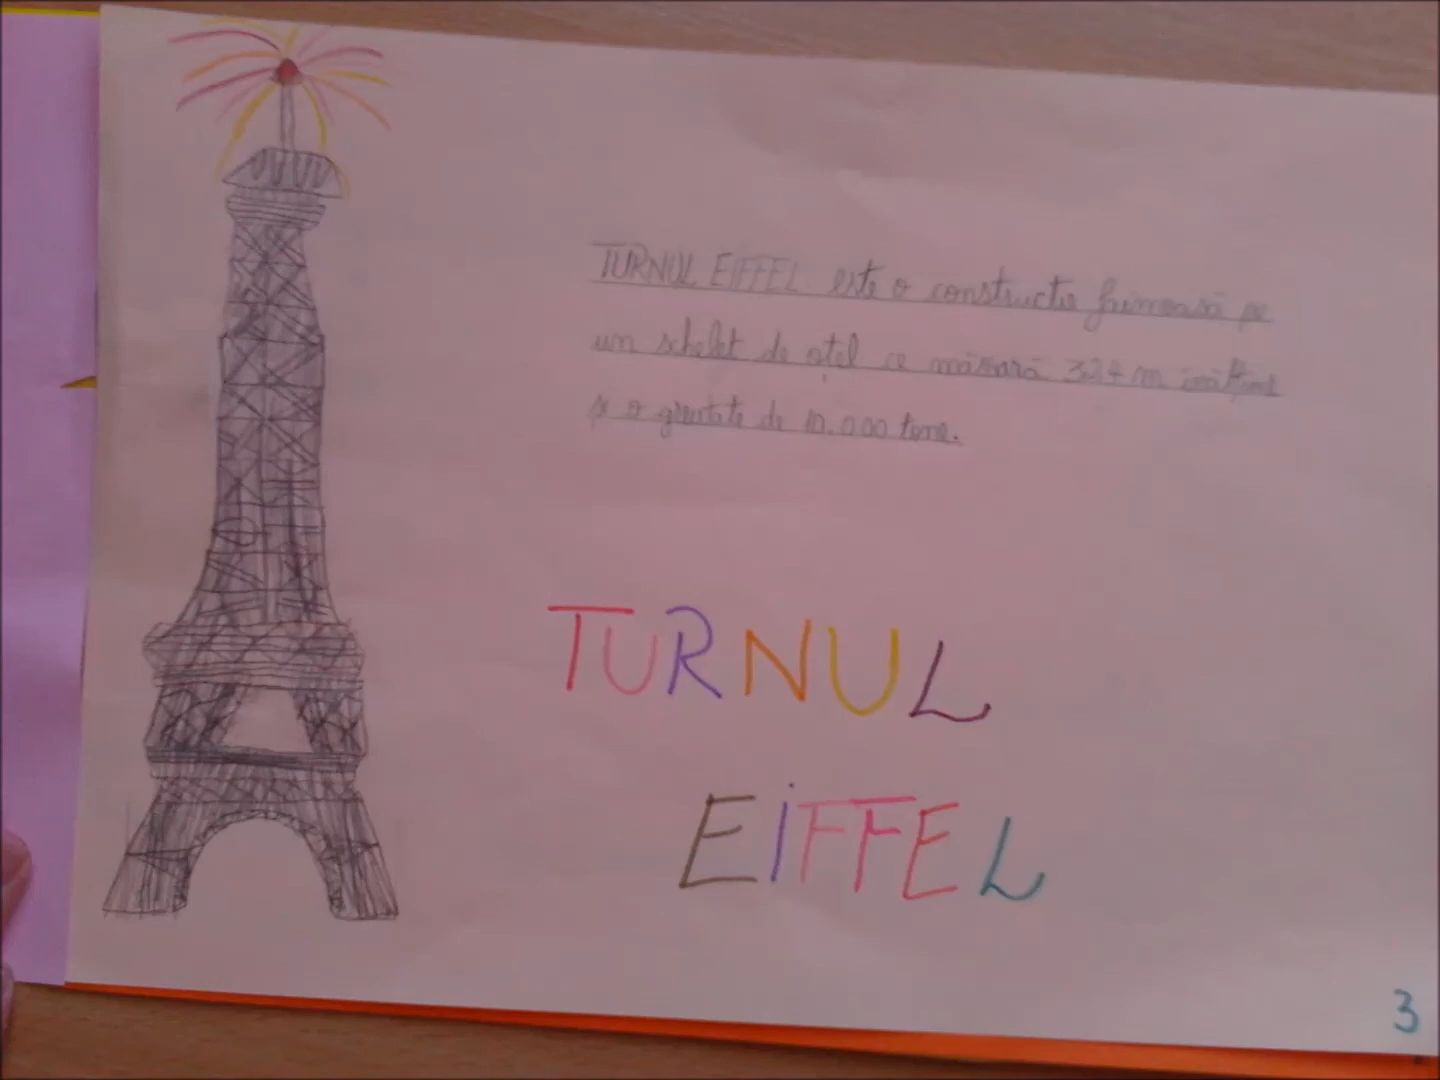 TURNUL EIFFEL este o construcție faimoasă pe
un schelet de oțel ce măsoară 324 m înălțime
și o greutate de 10.000 tone.
TURNUL
EIFFEL
3